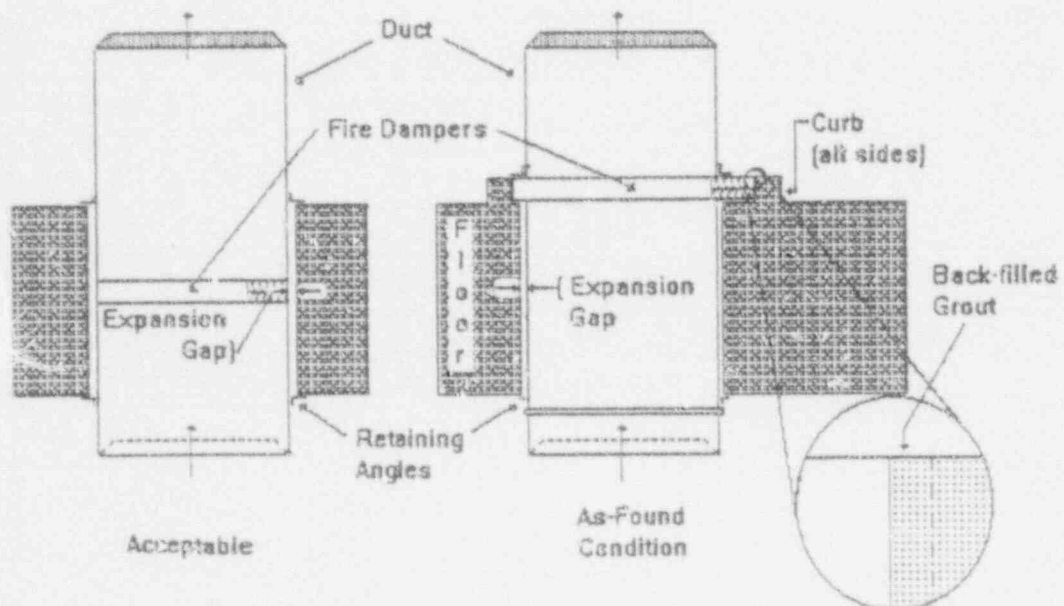 Duct
Fire Dampers
Curb
(all sides)
Floor
Expansion
Gap}
{ Expansion
Gap
Back-filled
Grout
Retaining
Angles
Acceptable
As-Found
Condition